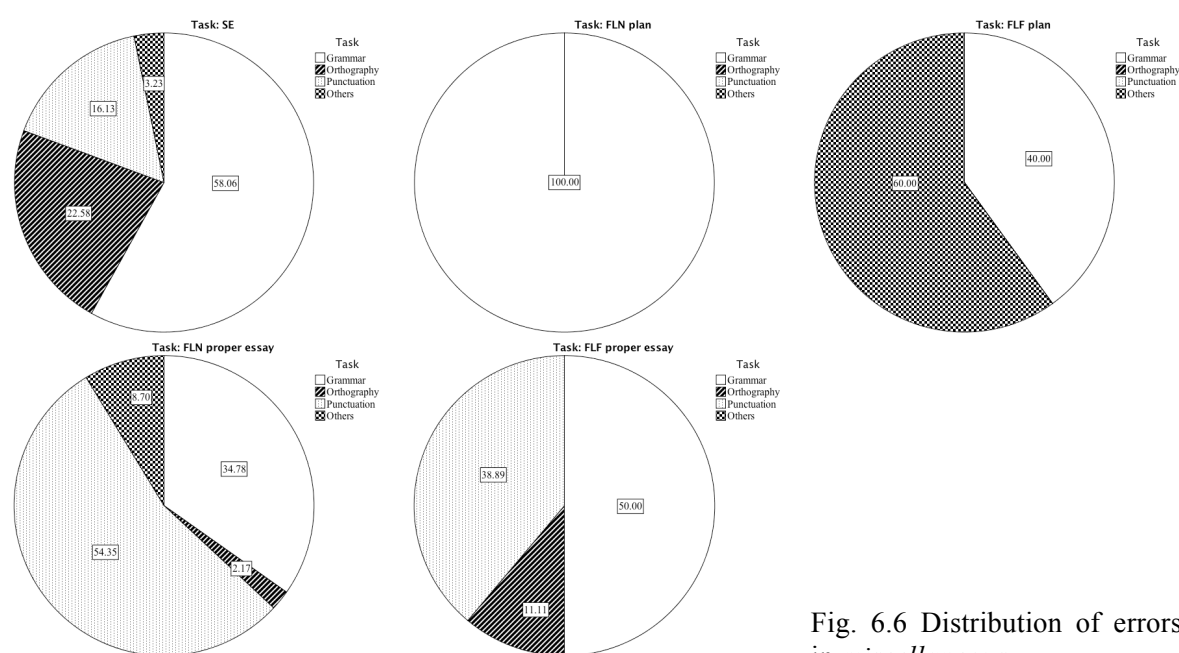 Task: SE
Task
Grammar
Orthography
Punctuation
Others
3.23
16.13
58.06
22.58
Task: FLN plan
Task
Grammar
Orthography
Punctuation
Others
100.00
Task: FLF plan
Task
Grammar
Orthography
Punctuation
Others
40.00
60.00
Task: FLN proper essay
Task
Grammar
Orthography
Punctuation
Others
8.70
34.78
54.35
2.17
Task: FLF proper essay
Task
Grammar
Orthography
Punctuation
Others
38.89
50.00
11.11
Fig. 6.6 Distribution of errors